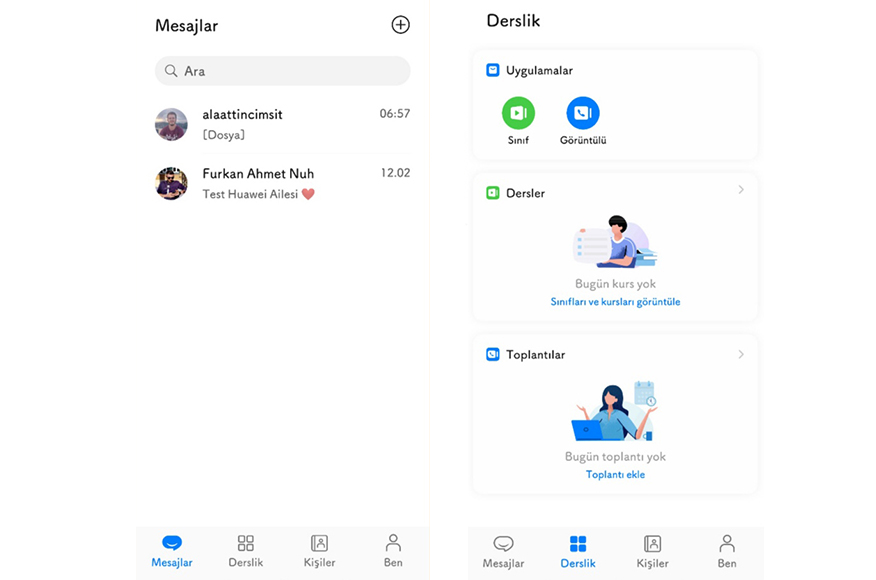 Mesajlar
Ara
alaattincimsit
06:57
[Dosya]
Furkan Ahmet Nuh
12.02
Test Huawei Ailesi ❤️
Mesajlar
Derslik
Kişiler
Ben
Derslik
Uygulamalar
Sınıf
Görüntülü
Dersler
Bugün kurs yok
Sınıfları ve kursları görüntüle
Toplantılar
Bugün toplantı yok
Toplantı ekle
Mesajlar
Derslik
Kişiler
Ben